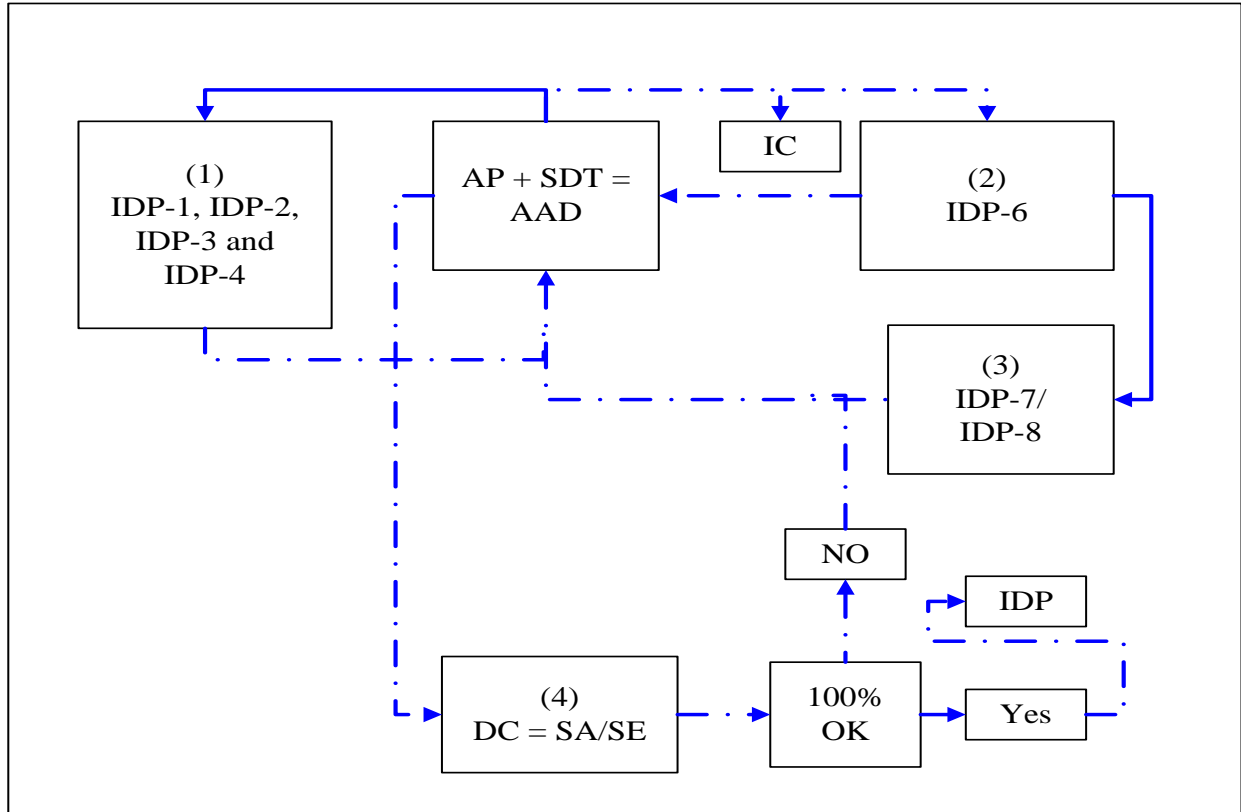 (1)
IDP-1, IDP-2,
IDP-3 and
IDP-4
AP + SDT =
AAD
IC
(2)
IDP-6
(3)
IDP-7/
IDP-8
NO
IDP
(4)
DC = SA/SE
100%
OK
Yes